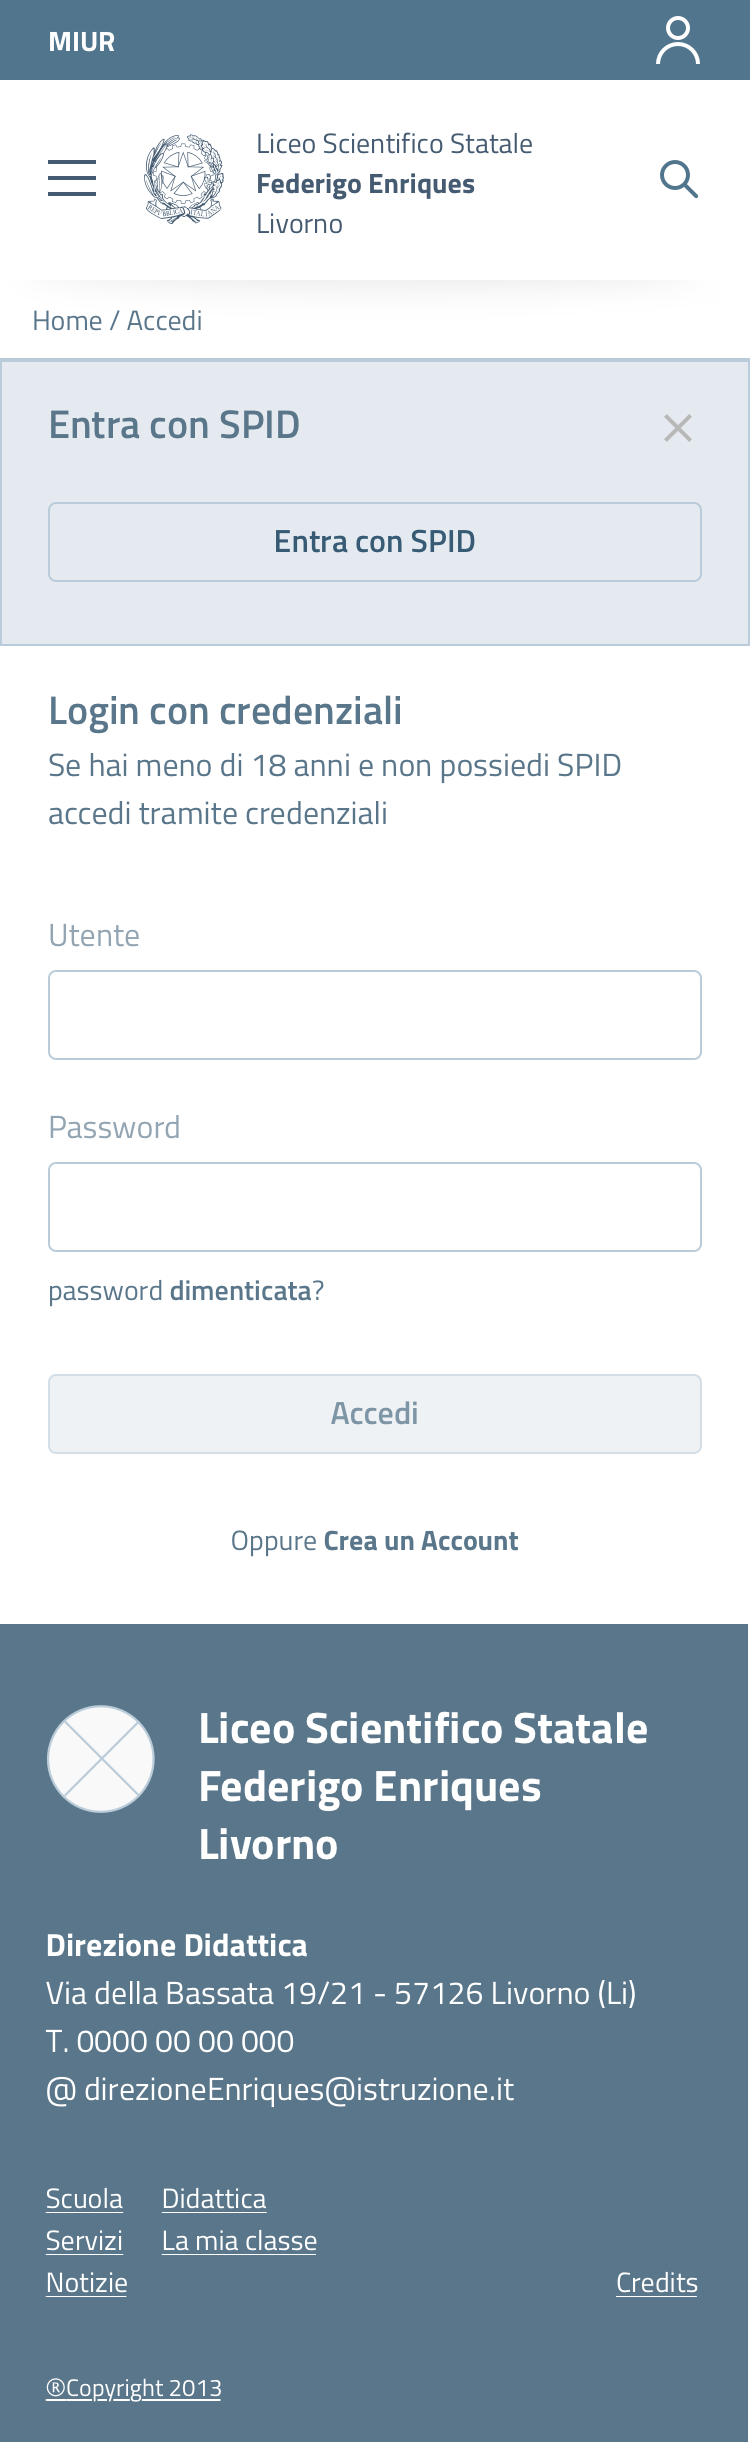 MIUR
Liceo Scientifico Statale
Federigo Enriques
Livorno
REPVBBLICA ITALIANA
Home / Accedi
Entra con SPID
Entra con SPID
Login con credenziali
Se hai meno di 18 anni e non possiedi SPID
accedi tramite credenziali
Utente
Password
password dimenticata?
Accedi
Oppure Crea un Account
Liceo Scientifico Statale
Federigo Enriques
Livorno
Direzione Didattica
Via della Bassata 19/21 - 57126 Livorno (Li)
T. 0000 00 00 000
@ direzioneEnriques@istruzione.it
Scuola Didattica
Servizi La mia classe
Notizie Credits
®Copyright 2013